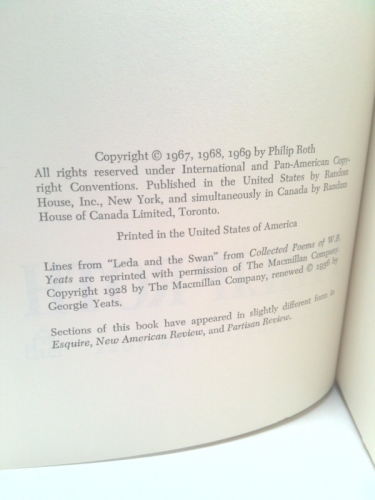 Copyright © 1967, 1968, 1969 by Philip Roth
All rights reserved under International and Pan-American Copy-
right Conventions. Published in the United States by Random
House, Inc., New York, and simultaneously in Canada by Random
House of Canada Limited, Toronto.
Printed in the United States of America
Lines from "Leda and the Swan" from Collected Poems of W.B.
Yeats are reprinted with permission of The Macmillan Company.
Copyright 1928 by The Macmillan Company, renewed © 1956 by
Georgie Yeats.
Sections of this book have appeared in slightly different form in
Esquire, New American Review, and Partisan Review.